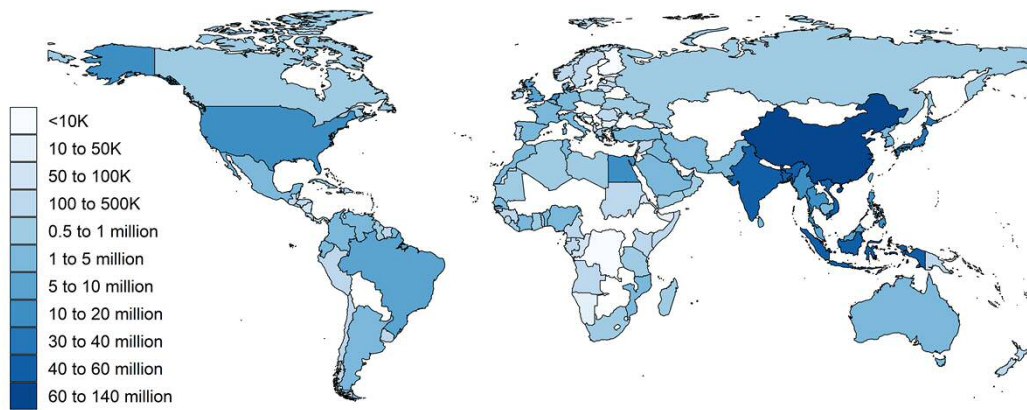 <10K
10 to 50K
50 to 100K
100 to 500K
0.5 to 1 million
1 to 5 million
5 to 10 million
10 to 20 million
30 to 40 million
40 to 60 million
60 to 140 million